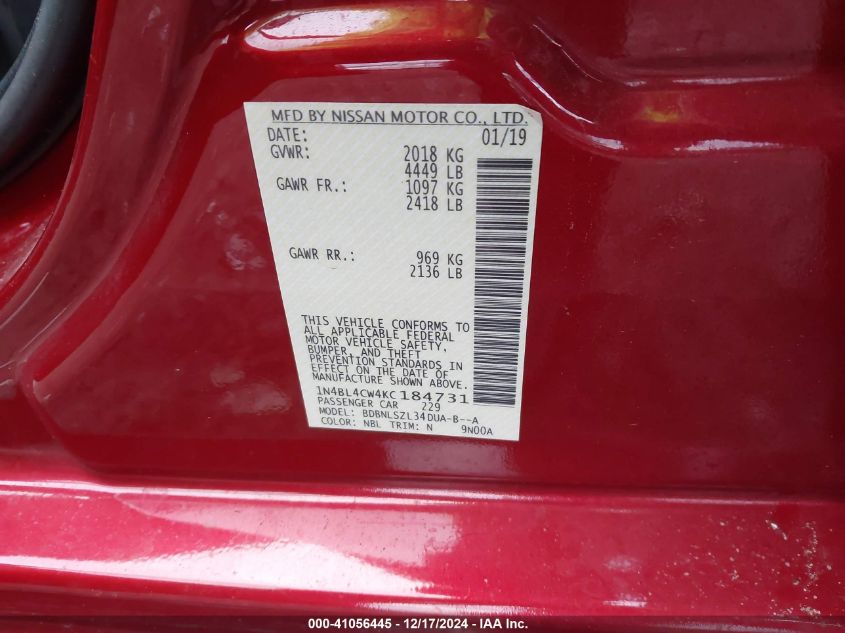 MFD BY NISSAN MOTOR CO., LTD.
DATE: 01/19
GVWR: 2018 KG
4449 LB
GAWR FR.: 1097 KG
2418 LB
GAWR RR.: 969 KG
2136 LB
THIS VEHICLE CONFORMS TO
ALL APPLICABLE FEDERAL
MOTOR VEHICLE SAFETY,
BUMPER, AND THEFT
PREVENTION STANDARDS IN
EFFECT ON THE DATE OF
MANUFACTURE SHOWN ABOVE.
1N4BL4CW4KC184731
PASSENGER CAR 229
MODEL: BDBNLSZL34DUA-B--A
COLOR: NBL TRIM: N 9N00A
000-41056445 - 12/17/2024 - IAA Inc.